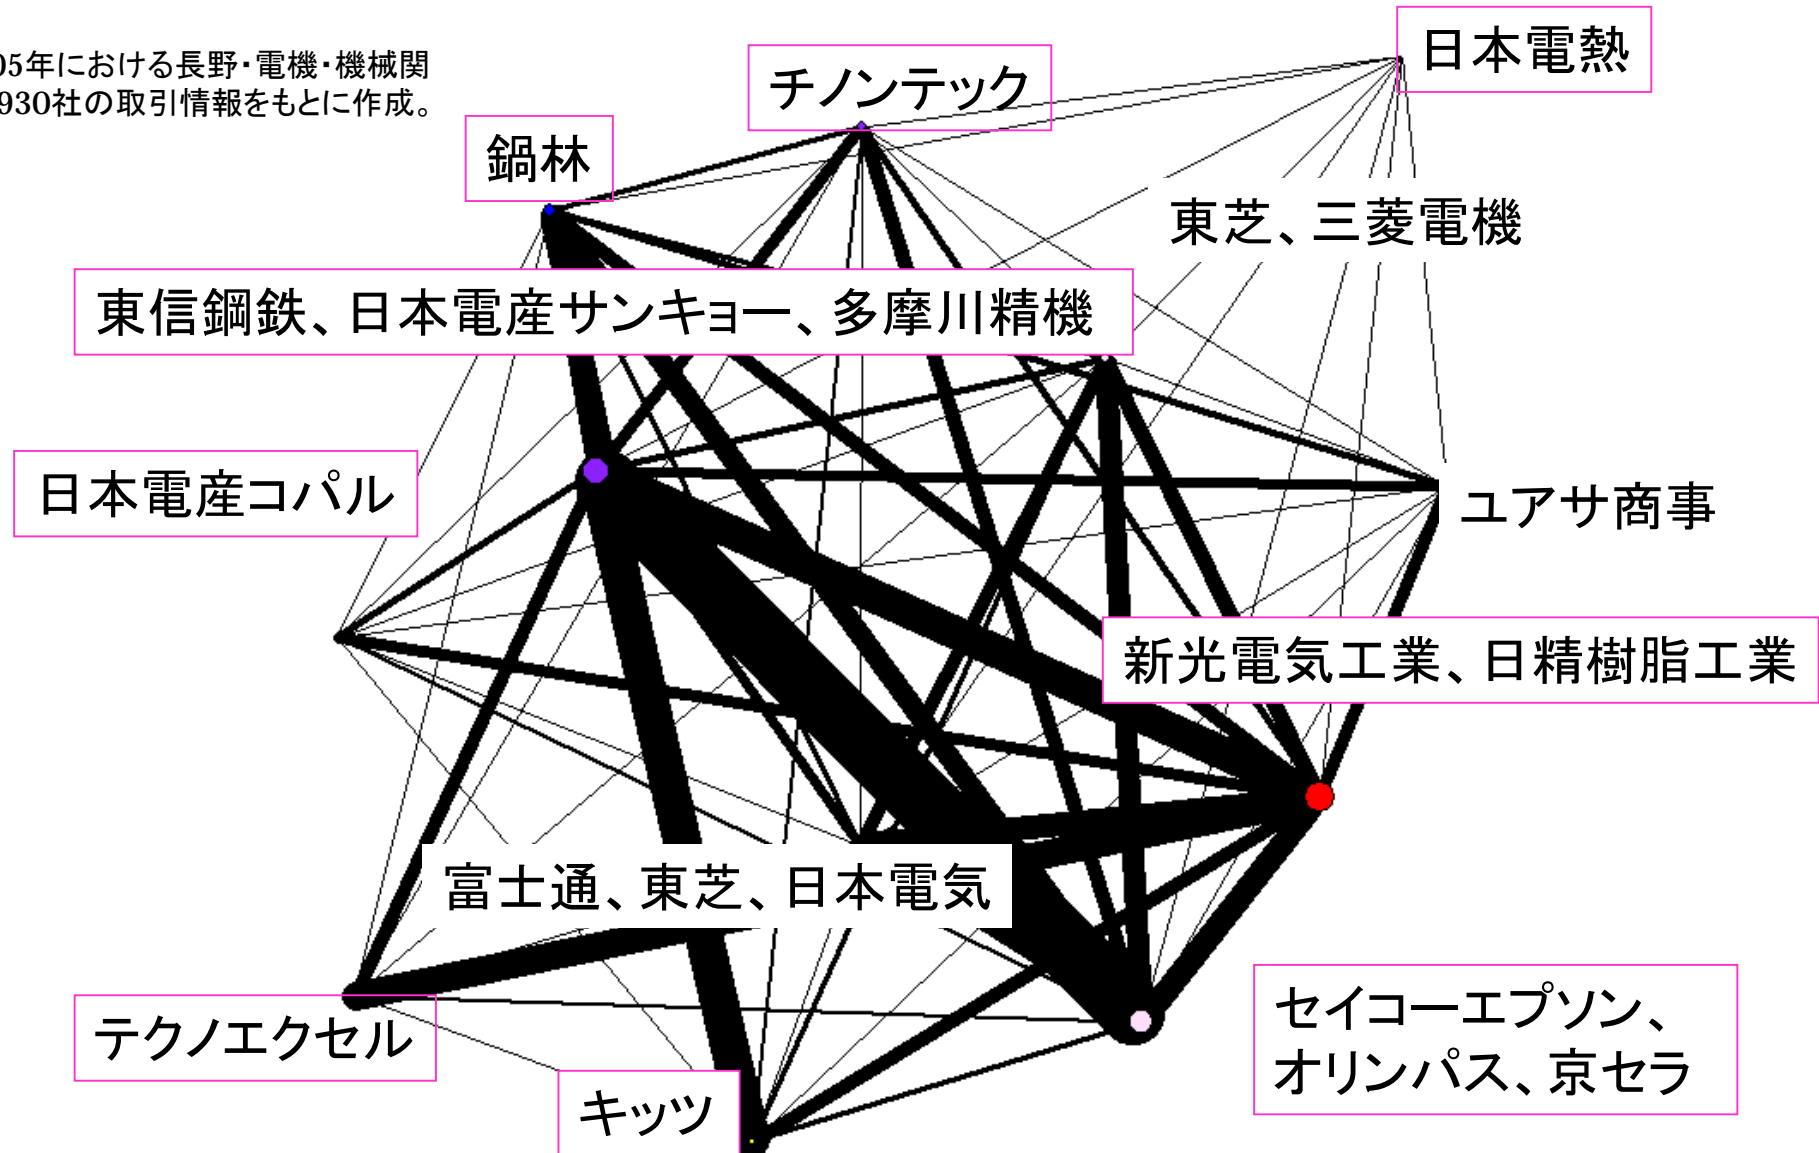 05年における長野・電機・機械関
930社の取引情報をもとに作成。
日本電熱
チノンテック
鍋林
東芝、三菱電機
東信鋼鉄、日本電産サンキョー、多摩川精機
日本電産コパル
ユアサ商事
新光電気工業、日精樹脂工業
富士通、東芝、日本電気
テクノエクセル
セイコーエプソン、
オリンパス、京セラ
キッツ